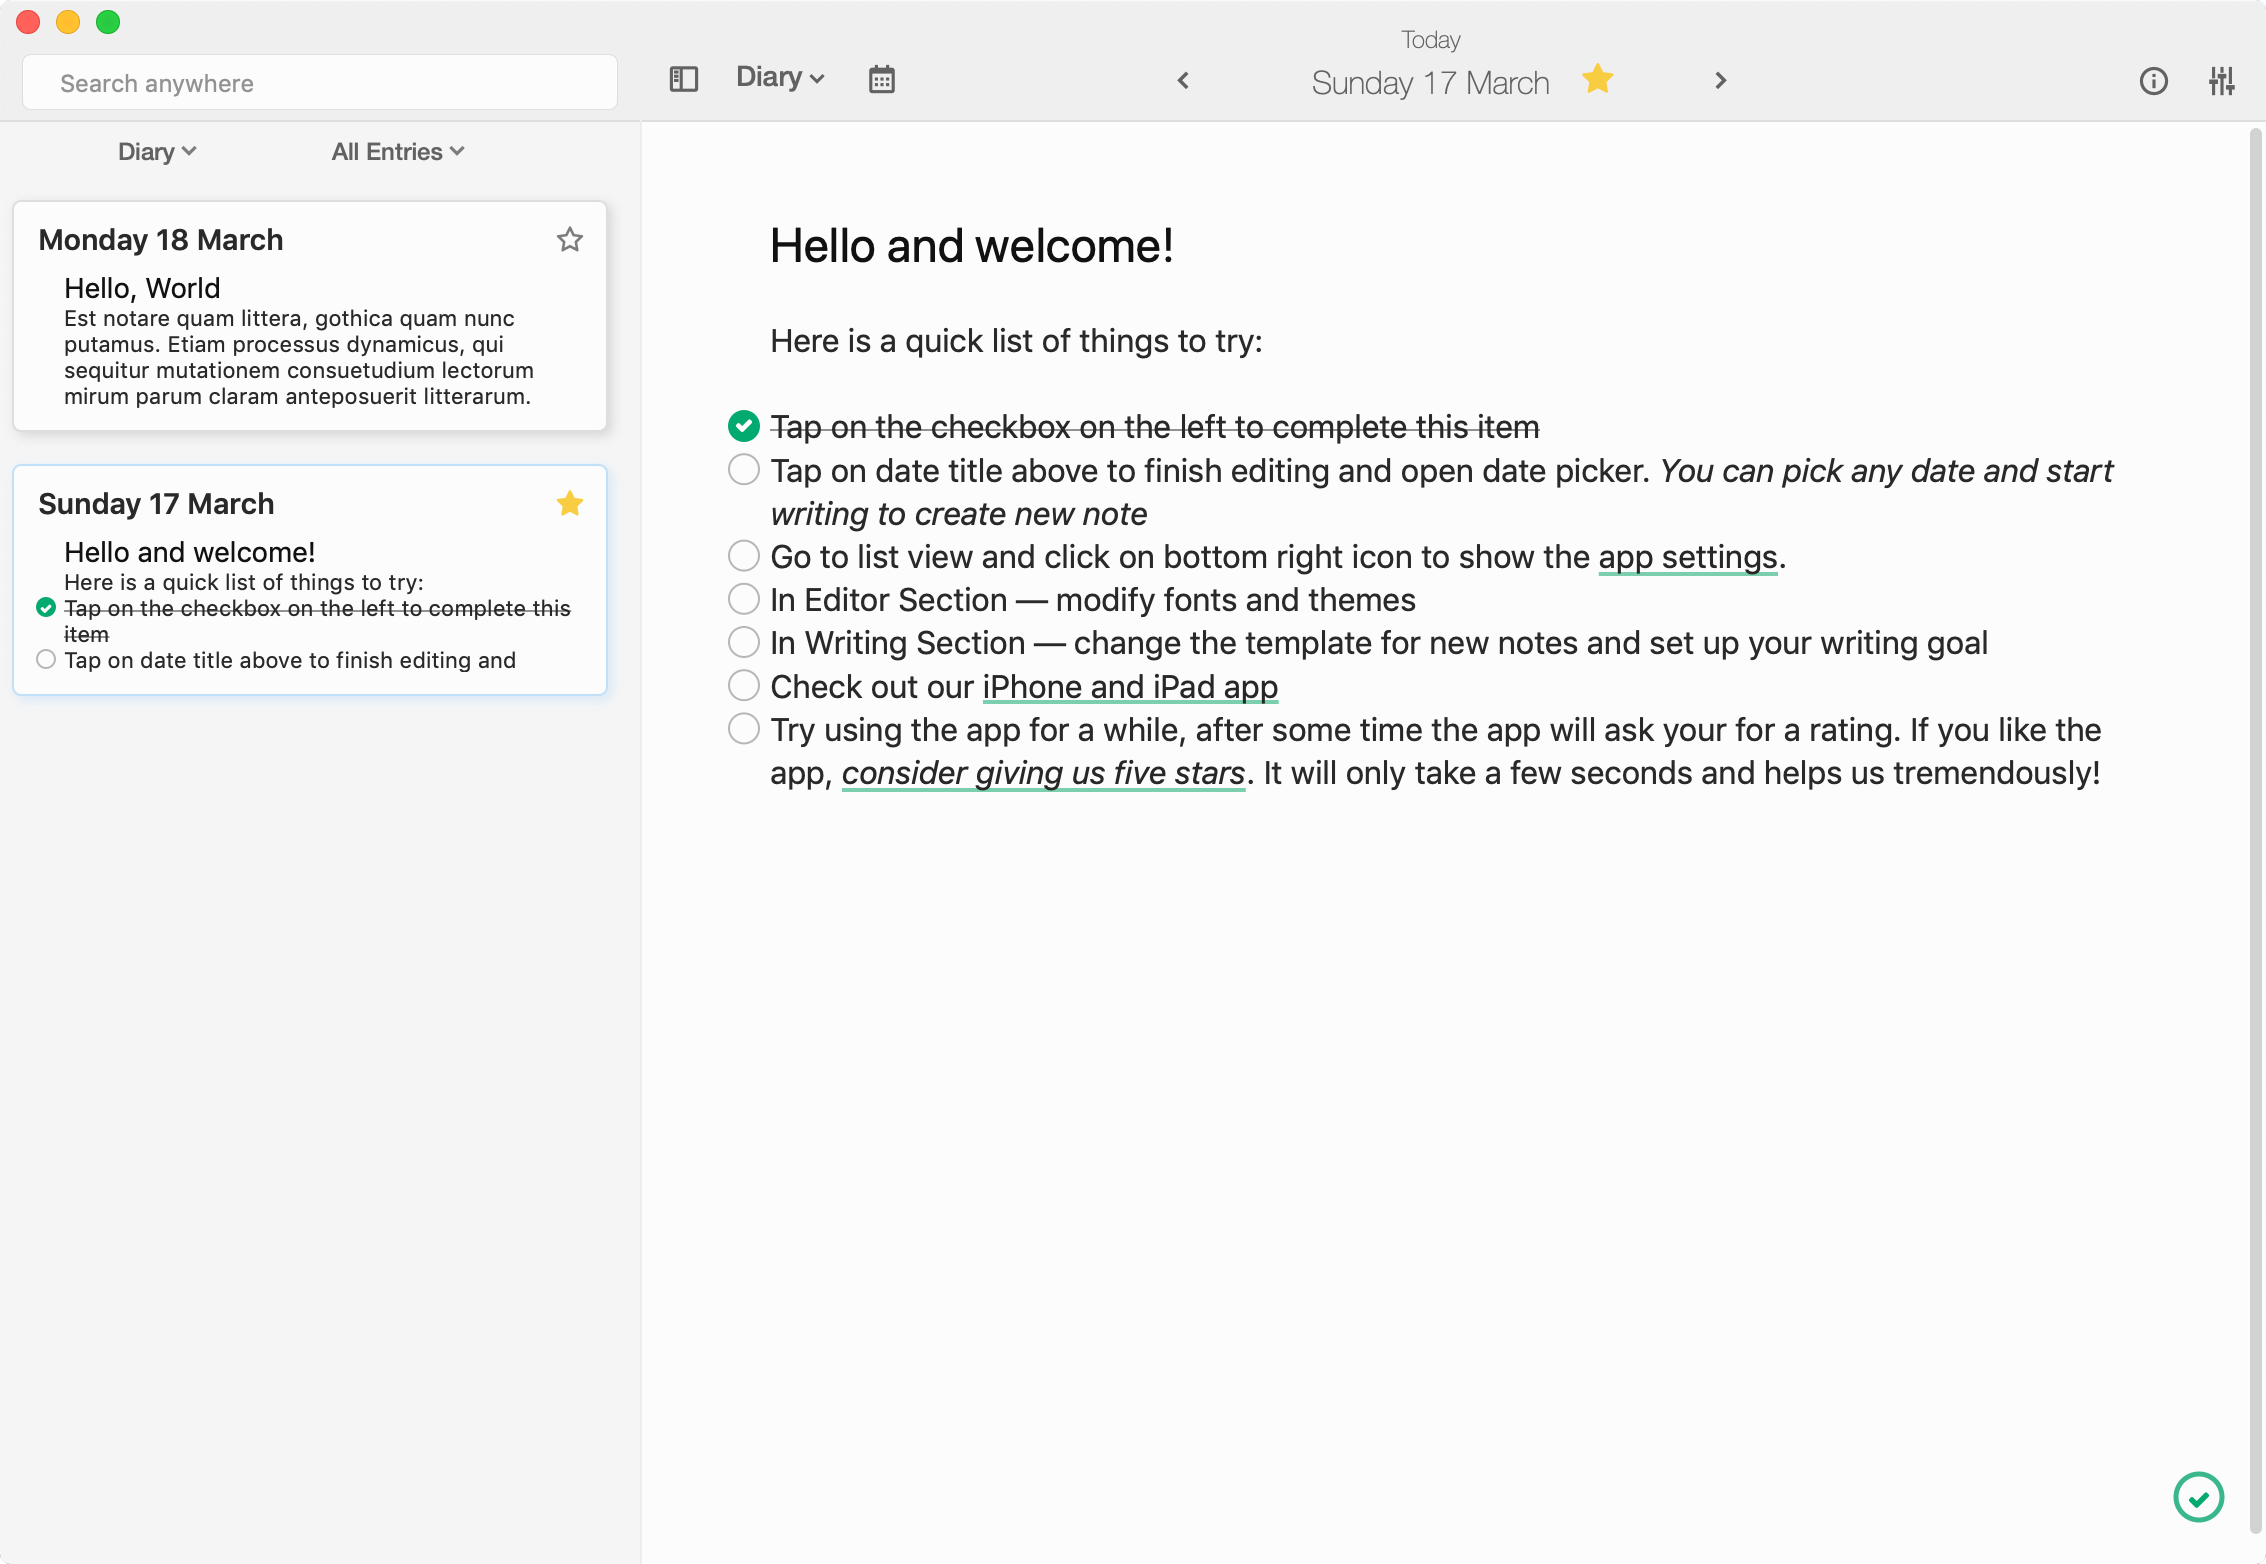 Search anywhere
Diary
Today
Sunday 17 March
Diary
All Entries
Monday 18 March
Hello, World
Est notare quam littera, gothica quam nunc
putamus. Etiam processus dynamicus, qui
sequitur mutationem consuetudium lectorum
mirum parum claram anteposuerit litterarum.
Sunday 17 March
Hello and welcome!
Here is a quick list of things to try:
Tap on the checkbox on the left to complete this
item
Tap on date title above to finish editing and
Hello and welcome!
Here is a quick list of things to try:
Tap on the checkbox on the left to complete this item
Tap on date title above to finish editing and open date picker. You can pick any date and start
writing to create new note
Go to list view and click on bottom right icon to show the app settings.
In Editor Section — modify fonts and themes
In Writing Section — change the template for new notes and set up your writing goal
Check out our iPhone and iPad app
Try using the app for a while, after some time the app will ask your for a rating. If you like the
app, consider giving us five stars. It will only take a few seconds and helps us tremendously!